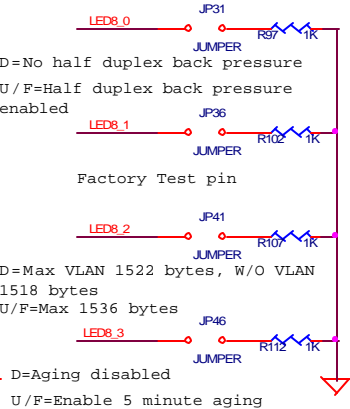 JP31
LED8_0
R97 1K
JUMPER
D=No half duplex back pressure
U/F=Half duplex back pressure
enabled
JP36
LED8_1
R102 1K
JUMPER
Factory Test pin
JP41
LED8_2
R107 1K
JUMPER
D=Max VLAN 1522 bytes, W/O VLAN
1518 bytes
U/F=Max 1536 bytes
JP46
LED8_3
R112 1K
JUMPER
D=Aging disabled
U/F=Enable 5 minute aging